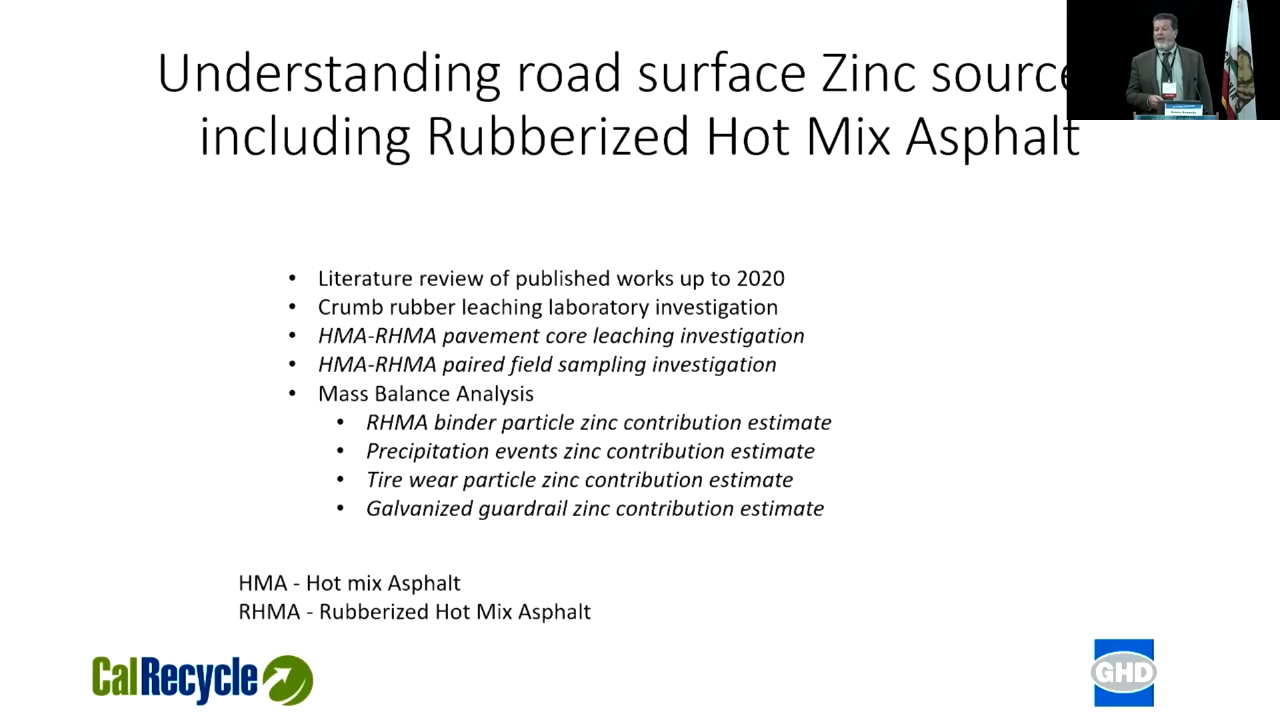 Understanding road surface Zinc source
including Rubberized Hot Mix Asphalt
• Literature review of published works up to 2020
• Crumb rubber leaching laboratory investigation
• HMA-RHMA pavement core leaching investigation
• HMA-RHMA paired field sampling investigation
• Mass Balance Analysis
• RHMA binder particle zinc contribution estimate
• Precipitation events zinc contribution estimate
• Tire wear particle zinc contribution estimate
• Galvanized guardrail zinc contribution estimate
HMA - Hot mix Asphalt
RHMA - Rubberized Hot Mix Asphalt
CalRecycle
GHD